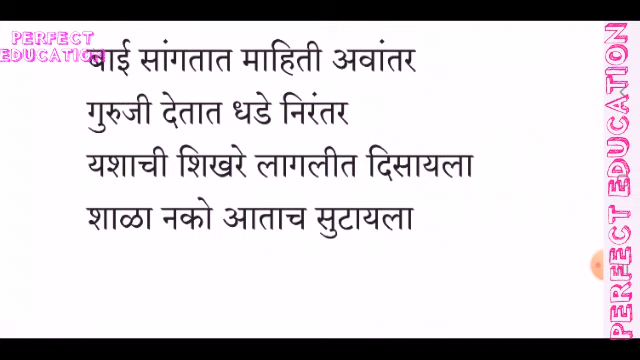 PERFECT
EDUCATION
बाई सांगतात माहिती अवांतर
गुरुजी देतात धडे निरंतर
यशाची शिखरे लागलीत दिसायला
शाळा नको आताच सुटायला
PERFECT EDUCATION